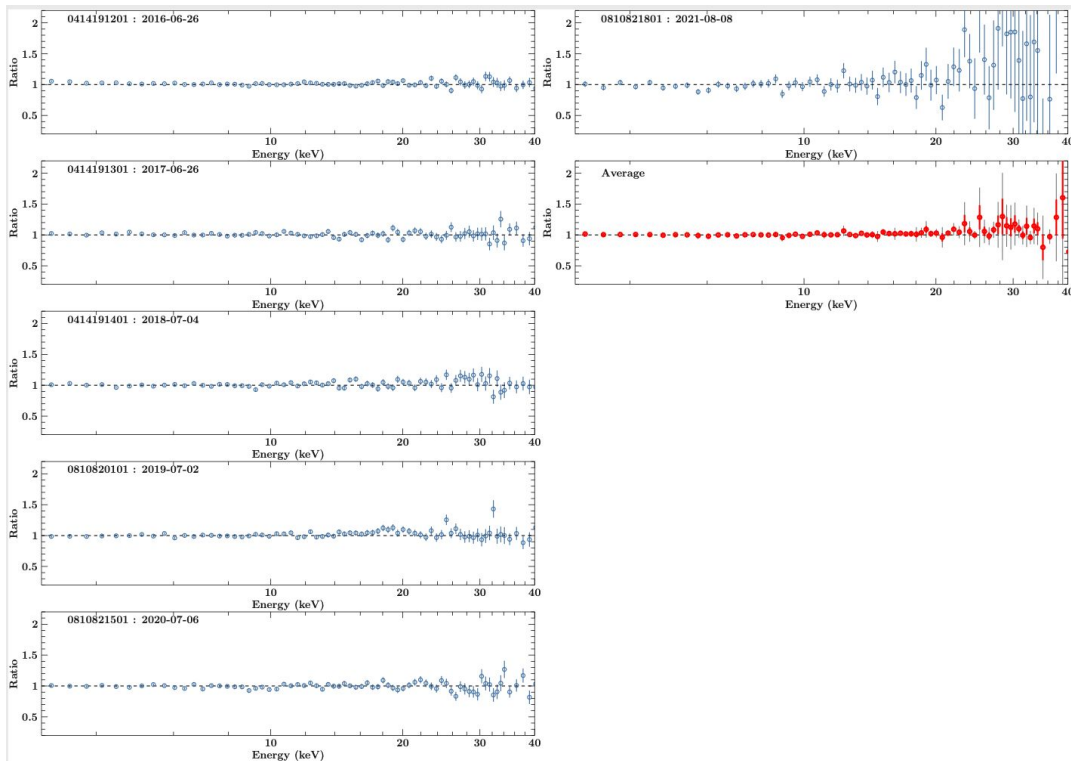 0414191201 : 2016-06-26
Ratio
2
1.5
1
0.5
10 20 30 40
Energy (keV)
0414191301 : 2017-06-26
Ratio
2
1.5
1
0.5
10 20 30 40
Energy (keV)
0414191401 : 2018-07-04
Ratio
2
1.5
1
0.5
10 20 30 40
Energy (keV)
0810820101 : 2019-07-02
Ratio
2
1.5
1
0.5
10 20 30 40
Energy (keV)
0810821501 : 2020-07-06
Ratio
2
1.5
1
0.5
10 20 30 40
Energy (keV)
0810821801 : 2021-08-08
Ratio
2
1.5
1
0.5
10 20 30 40
Energy (keV)
Average
Ratio
2
1.5
1
0.5
10 20 30 40
Energy (keV)